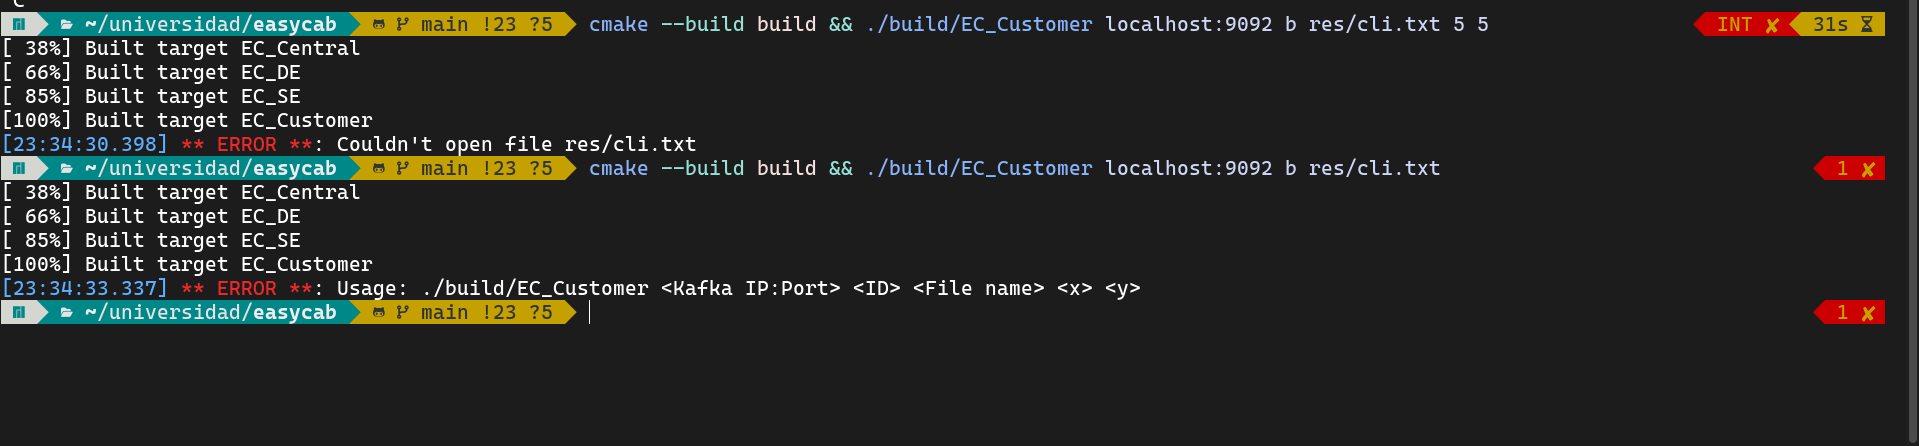 ~/universidad/easycab main !23 ?5 cmake --build build && ./build/EC_Customer localhost:9092 b res/cli.txt 5 5 INT ✘ 31s
[ 38%] Built target EC_Central
[ 66%] Built target EC_DE
[ 85%] Built target EC_SE
[100%] Built target EC_Customer
[23:34:30.398] ** ERROR **: Couldn't open file res/cli.txt
~/universidad/easycab main !23 ?5 cmake --build build && ./build/EC_Customer localhost:9092 b res/cli.txt 1 ✘
[ 38%] Built target EC_Central
[ 66%] Built target EC_DE
[ 85%] Built target EC_SE
[100%] Built target EC_Customer
[23:34:33.337] ** ERROR **: Usage: ./build/EC_Customer <Kafka IP:Port> <ID> <File name> <x> <y>
~/universidad/easycab main !23 ?5 1 ✘